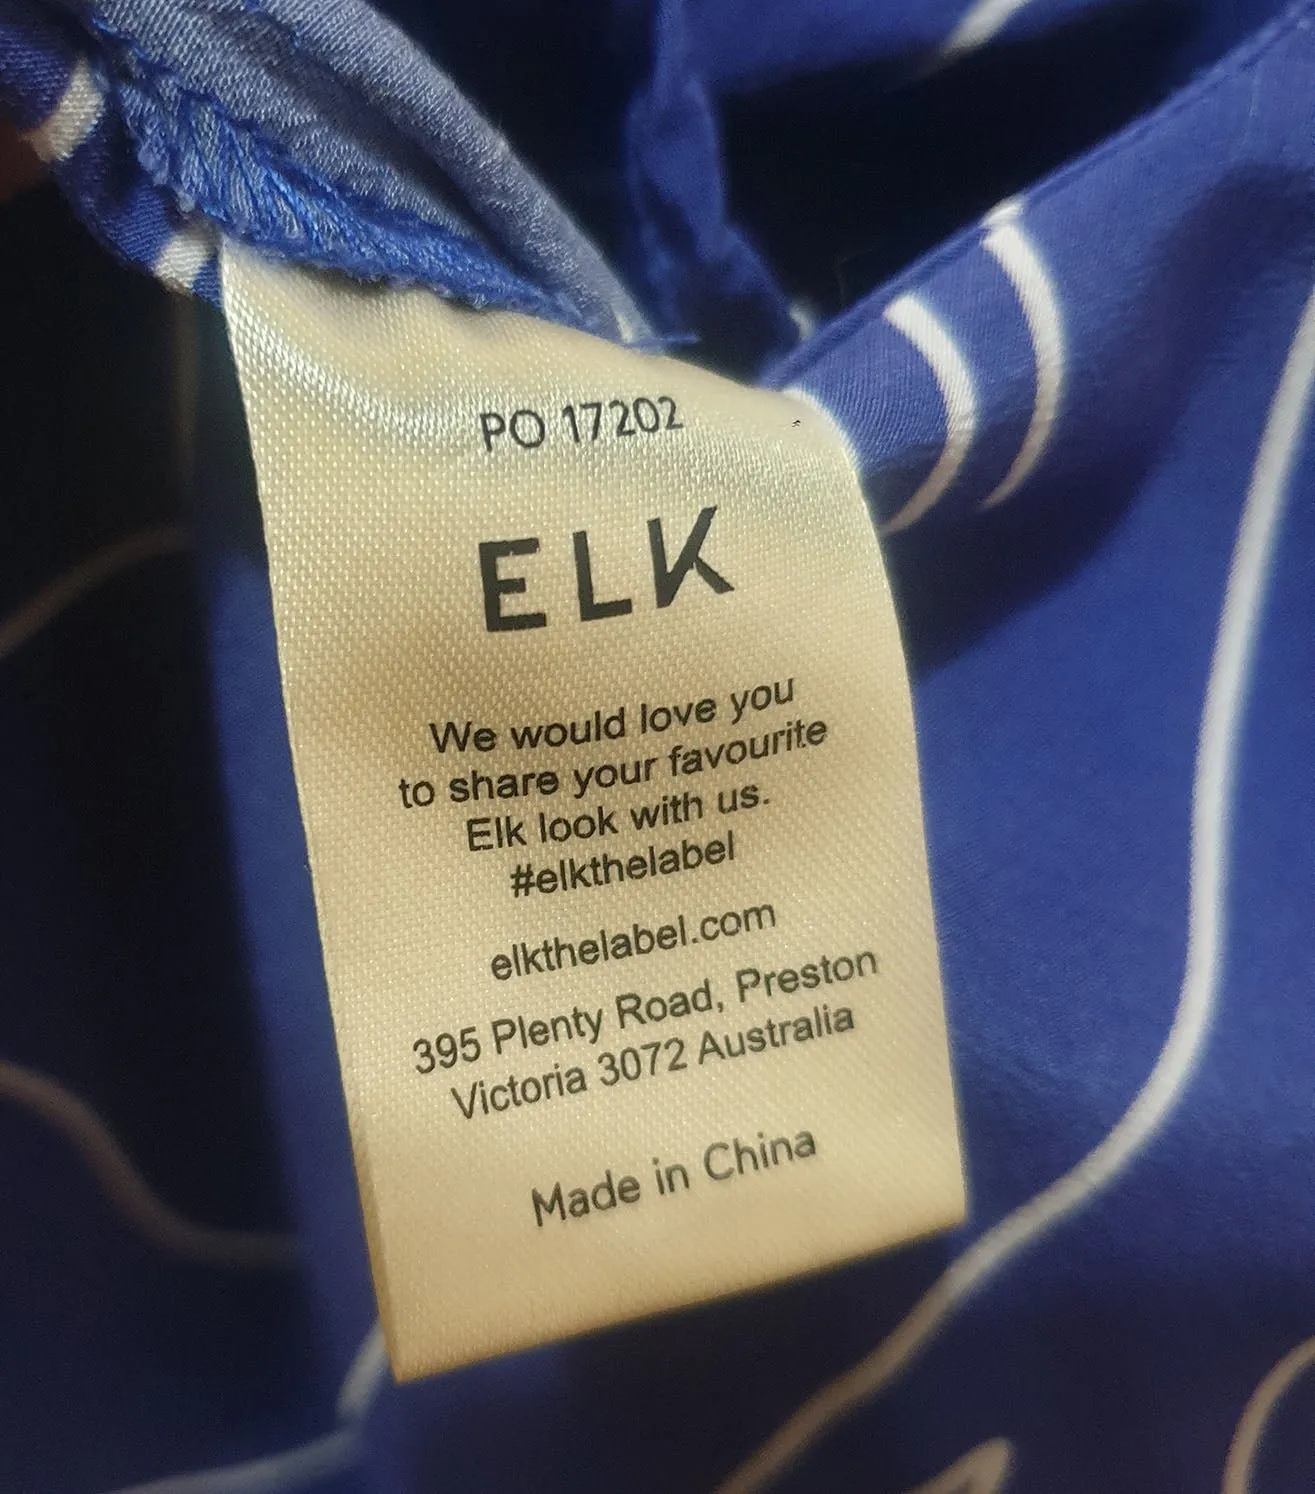 PO 17202
ELK
We would love you
to share your favourite
Elk look with us.
#elkthelabel
elkthelabel.com
395 Plenty Road, Preston
Victoria 3072 Australia
Made in China